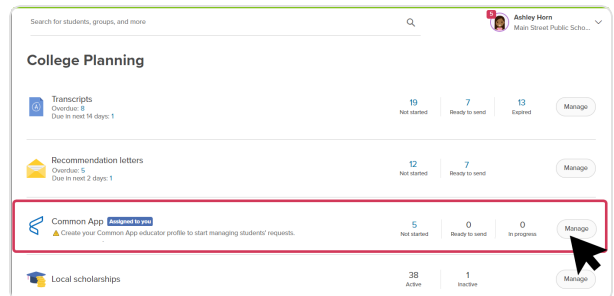 Search for students, groups, and more
5
Ashley Horn
Main Street Public Scho...
College Planning
Transcripts
Overdue: 8
Due in next 14 days: 1
19
Not started
7
Ready to send
13
Expired
Manage
Recommendation letters
Overdue: 5
Due in next 2 days: 1
12
Not started
7
Ready to send
Manage
Common App Assigned to you
Create your Common App educator profile to start managing students' requests.
5
Not started
0
Ready to send
0
In progress
Manage
Local scholarships
38
Active
1
Inactive
Manage